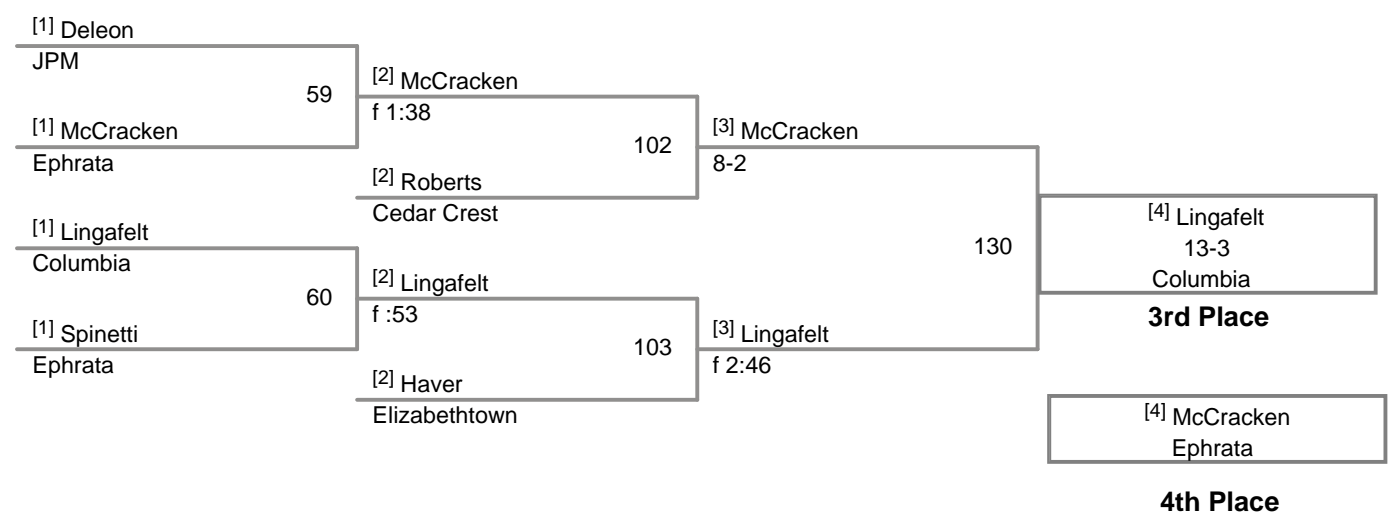 [1] Deleon
JPM
59
[1] McCracken
Ephrata
[1] Lingafelt
Columbia
60
[1] Spinetti
Ephrata
[2] McCracken
f 1:38
102
[2] Roberts
Cedar Crest
[2] Lingafelt
f :53
103
[2] Haver
Elizabethtown
[3] McCracken
8-2
130
[3] Lingafelt
f 2:46
[4] Lingafelt
13-3
Columbia
3rd Place
[4] McCracken
Ephrata
4th Place